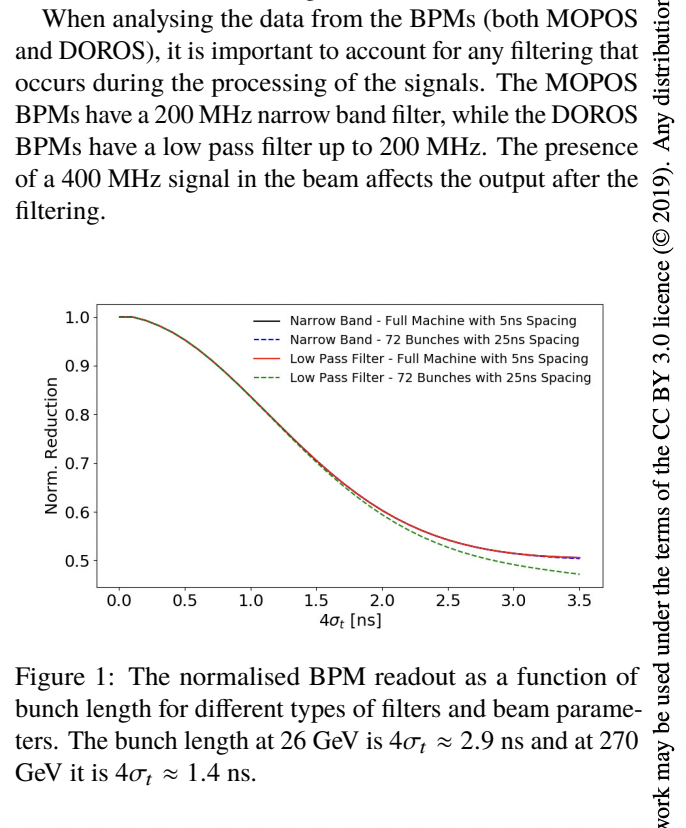 When analysing the data from the BPMs (both MOPOS
and DOROS), it is important to account for any filtering that
occurs during the processing of the signals. The MOPOS
BPMs have a 200 MHz narrow band filter, while the DOROS
BPMs have a low pass filter up to 200 MHz. The presence
of a 400 MHz signal in the beam affects the output after the
filtering.
Norm. Reduction
1.0
0.9
0.8
0.7
0.6
0.5
Narrow Band - Full Machine with 5ns Spacing
Narrow Band - 72 Bunches with 25ns Spacing
Low Pass Filter - Full Machine with 5ns Spacing
Low Pass Filter - 72 Bunches with 25ns Spacing
0.0 0.5 1.0 1.5 2.0 2.5 3.0 3.5
4σt [ns]
Figure 1: The normalised BPM readout as a function of
bunch length for different types of filters and beam parame-
ters. The bunch length at 26 GeV is 4σt ≈ 2.9 ns and at 270
GeV it is 4σt ≈ 1.4 ns.
work may be used under the terms of the CC BY 3.0 licence (© 2019). Any distribution